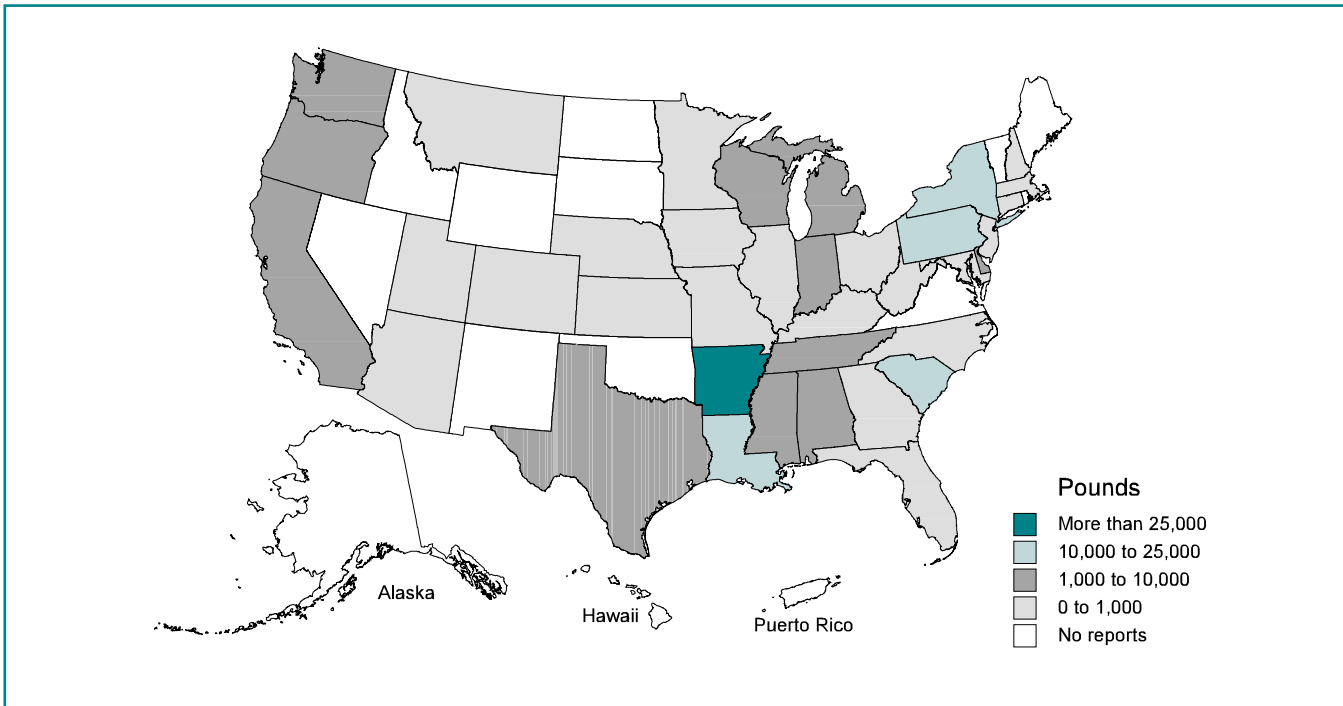 Pounds
More than 25,000
10,000 to 25,000
1,000 to 10,000
0 to 1,000
No reports
Alaska
Hawaii
Puerto Rico